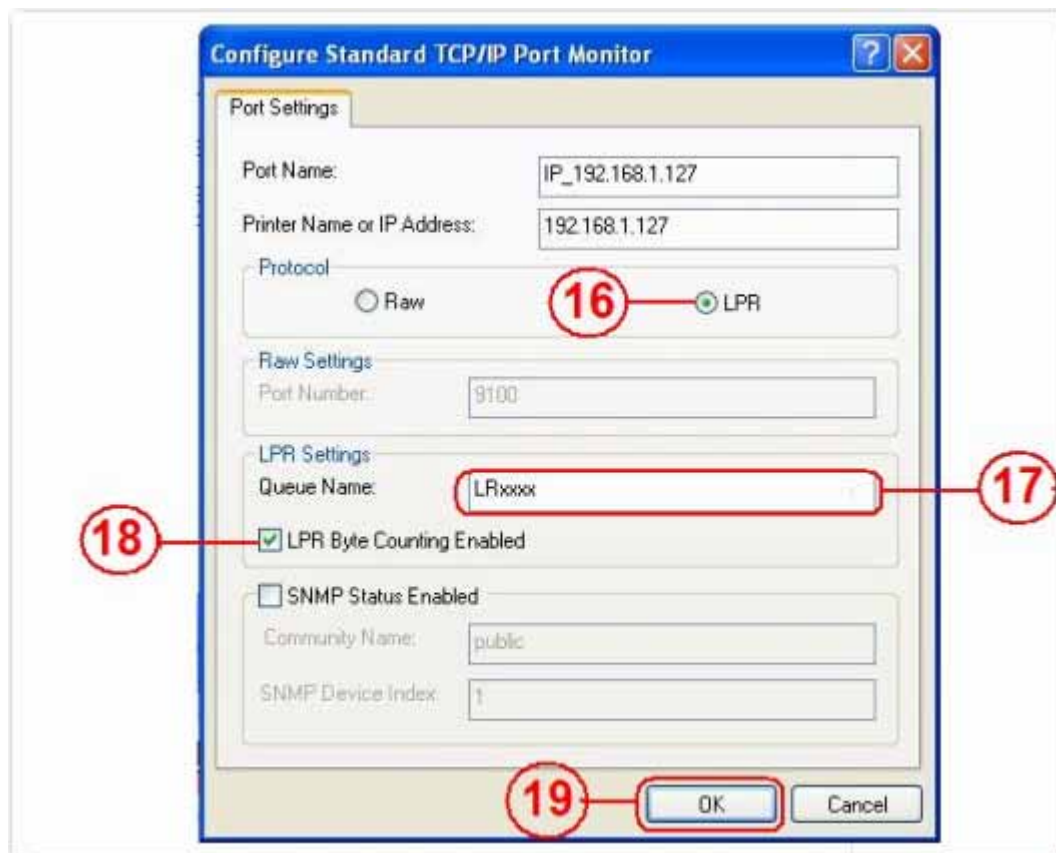 Configure Standard TCP/IP Port Monitor
Port Settings
Port Name: IP_192.168.1.127
Printer Name or IP Address: 192.168.1.127
Protocol
Raw 16 LPR
Raw Settings
Port Number: 9100
LPR Settings
Queue Name: LRxxxx 17
18 LPR Byte Counting Enabled
SNMP Status Enabled
Community Name: public
SNMP Device Index 1
19 OK Cancel